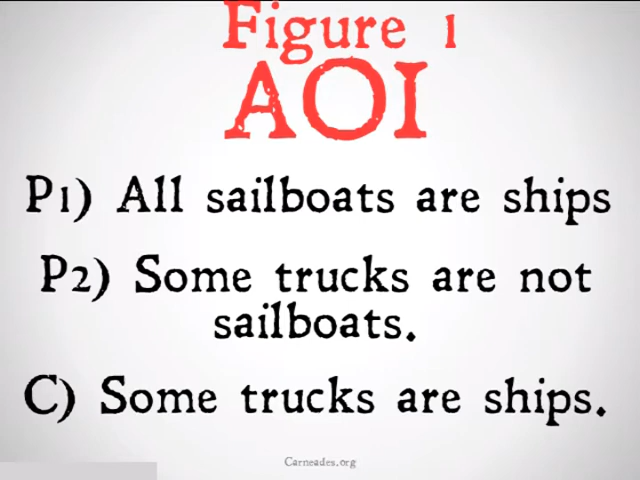 Figure 1
AOI
P1) All sailboats are ships
P2) Some trucks are not
sailboats.
C) Some trucks are ships.
Carneades.org